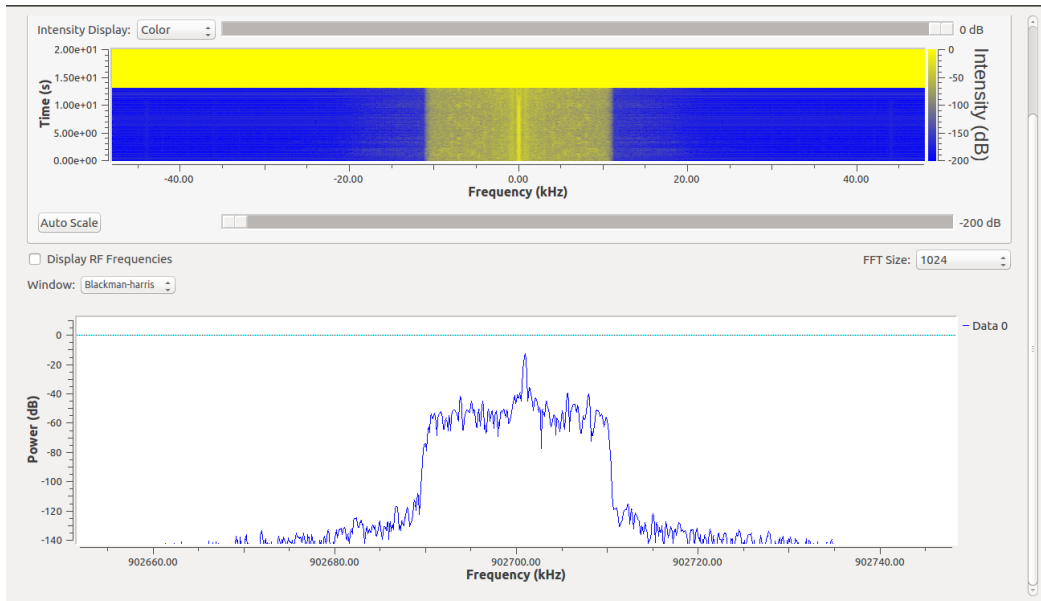 Intensity Display: Color 0 dB
2.00e+01
1.50e+01
1.00e+01
5.00e+00
0.00e+00
Time (s)
-40.00 -20.00 0.00 20.00 40.00
Frequency (kHz)
0
-50
-100
-150
-200
Intensity (dB)
Auto Scale -200 dB
Display RF Frequencies FFT Size: 1024
Window: Blackman-harris
Data 0
0
-20
-40
-60
-80
-100
-120
-140
Power (dB)
902660.00 902680.00 902700.00 902720.00 902740.00
Frequency (kHz)